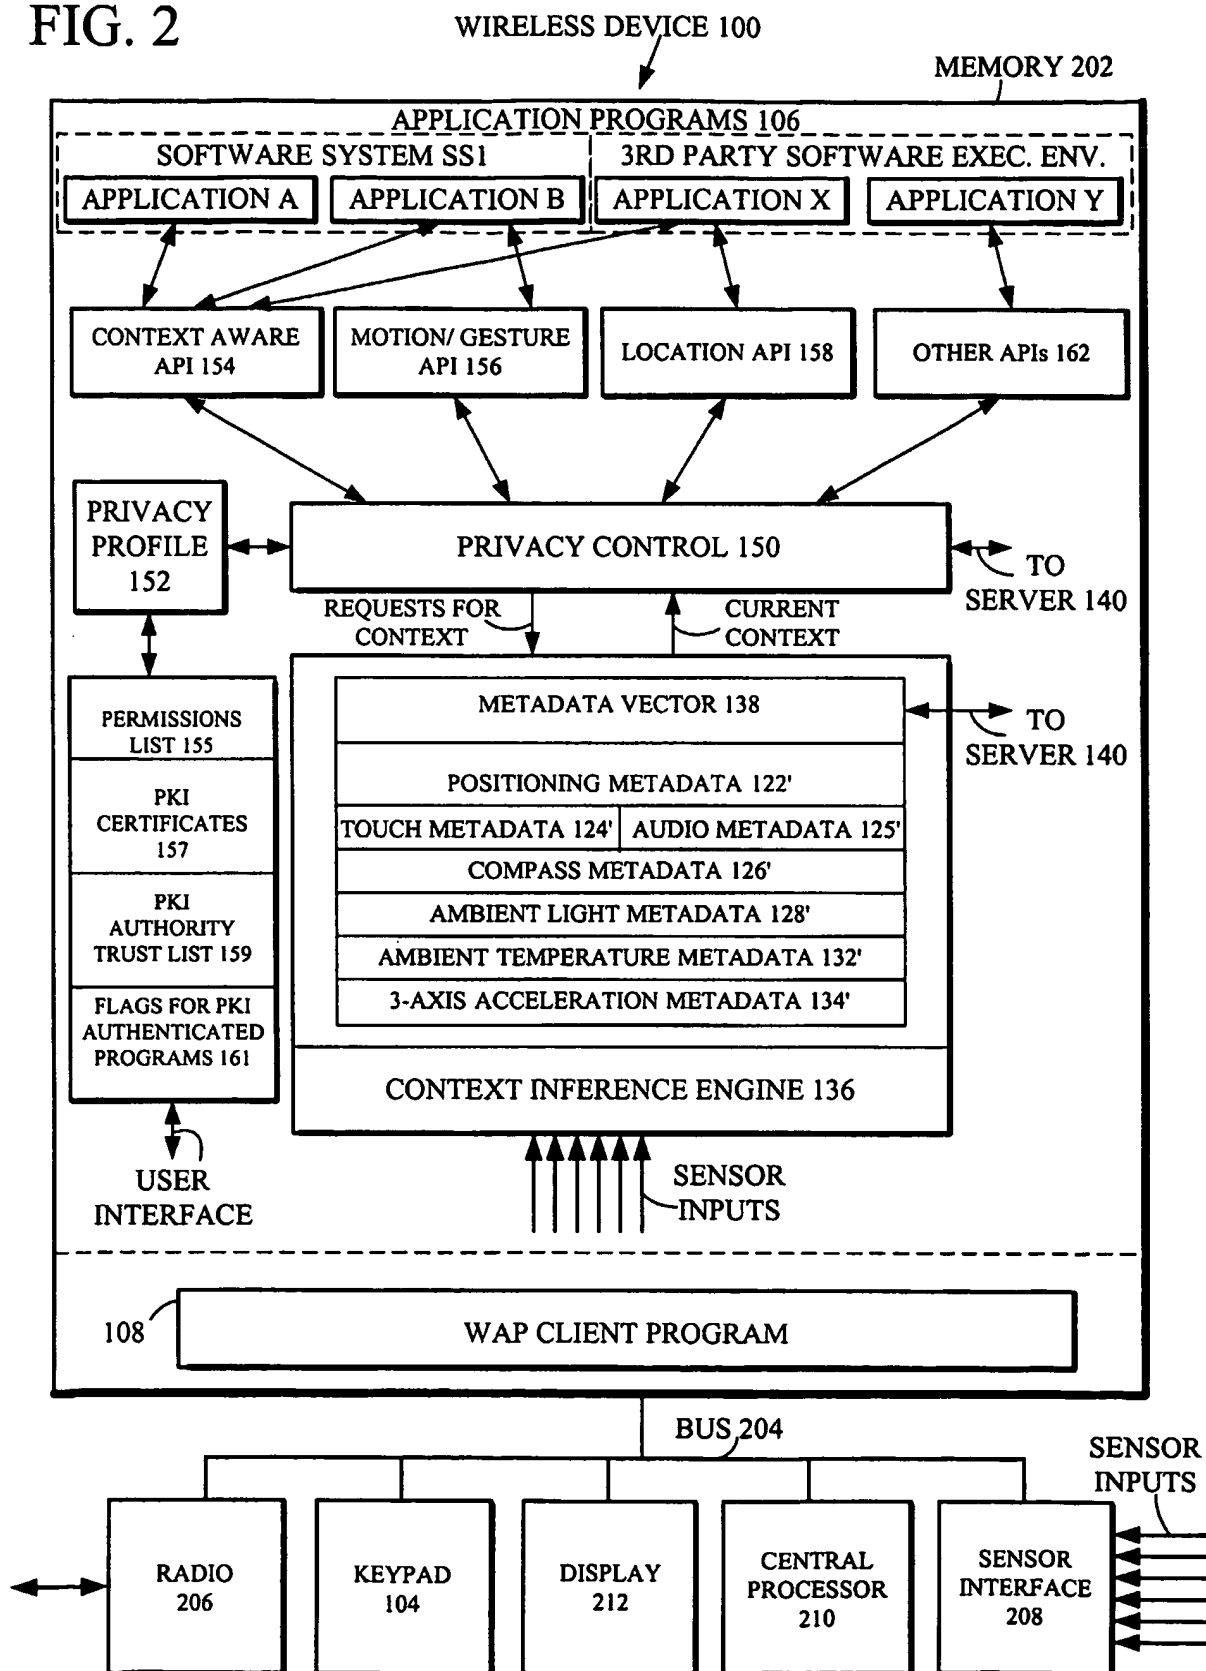 FIG. 2
WIRELESS DEVICE 100
MEMORY 202
APPLICATION PROGRAMS 106
SOFTWARE SYSTEM SS1
3RD PARTY SOFTWARE EXEC. ENV.
APPLICATION A
APPLICATION B
APPLICATION X
APPLICATION Y
CONTEXT AWARE
API 154
MOTION/ GESTURE
API 156
LOCATION API 158
OTHER APIs 162
PRIVACY
PROFILE
152
PRIVACY CONTROL 150
TO
SERVER 140
REQUESTS FOR
CONTEXT
CURRENT
CONTEXT
PERMISSIONS
LIST 155
PKI
CERTIFICATES
157
PKI
AUTHORITY
TRUST LIST 159
FLAGS FOR PKI
AUTHENTICATED
PROGRAMS 161
METADATA VECTOR 138
TO
SERVER 140
POSITIONING METADATA 122'
TOUCH METADATA 124'
AUDIO METADATA 125'
COMPASS METADATA 126'
AMBIENT LIGHT METADATA 128'
AMBIENT TEMPERATURE METADATA 132'
3-AXIS ACCELERATION METADATA 134'
CONTEXT INFERENCE ENGINE 136
USER
INTERFACE
SENSOR
INPUTS
108
WAP CLIENT PROGRAM
BUS 204
SENSOR
INPUTS
RADIO
206
KEYPAD
104
DISPLAY
212
CENTRAL
PROCESSOR
210
SENSOR
INTERFACE
208